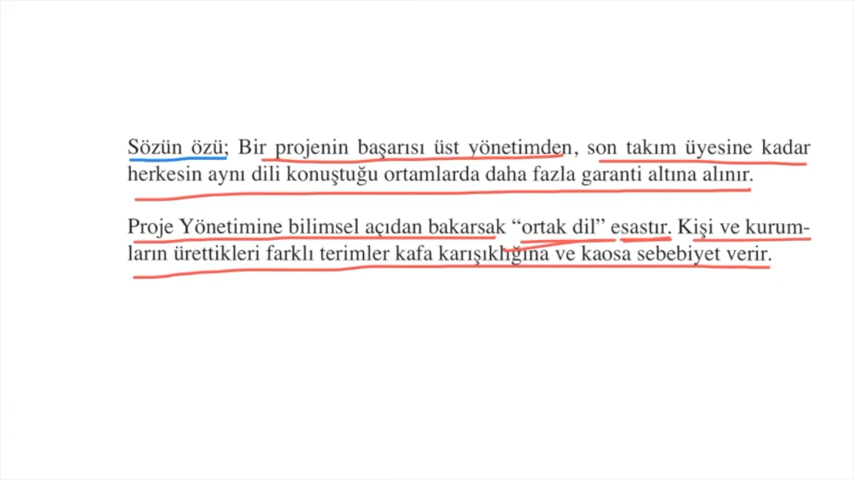 Sözün özü; Bir projenin başarısı üst yönetimden, son takım üyesine kadar
herkesin aynı dili konuştuğu ortamlarda daha fazla garanti altına alınır.
Proje Yönetimine bilimsel açıdan bakarsak “ortak dil” esastır. Kişi ve kurum-
ların ürettikleri farklı terimler kafa karışıklığına ve kaosa sebebiyet verir.